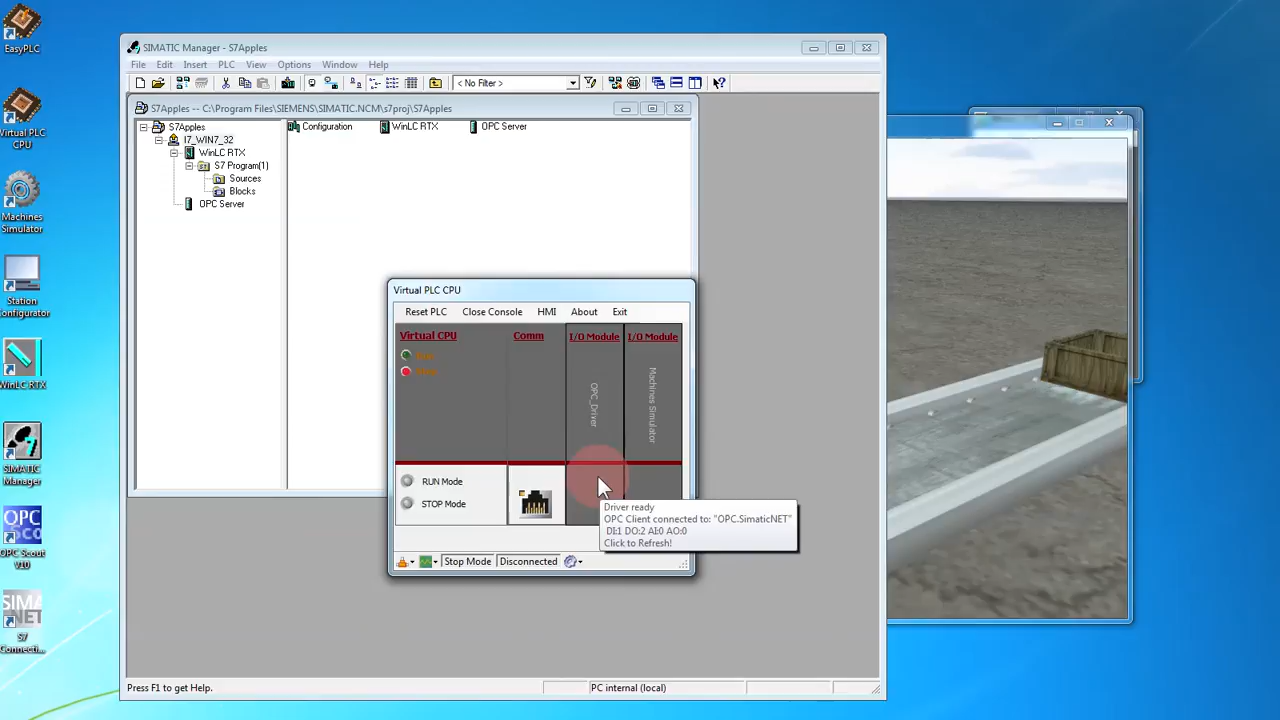 EasyPLC
Virtual PLC
CPU
Machines
Simulator
Station
Configurator
WinLC RTX
SIMATIC
Manager
OPC
SCO
OPC Scout
V10
SIMA
NET
S7
Connecti...
SIMATIC Manager - S7Apples
File Edit Insert PLC View Options Window Help
< No Filter >
S7Apples -- C:\Program Files\SIEMENS\SIMATIC.NCM\s7proj\S7Apples
S7Apples
I7_WIN7_32
WinLC RTX
S7 Program(1)
Sources
Blocks
OPC Server
Configuration WinLC RTX OPC Server
Virtual PLC CPU
Reset PLC Close Console HMI About Exit
Virtual CPU Comm I/O Module I/O Module
OPC_Driver
Machines Simulator
RUN Mode
STOP Mode
Driver ready
OPC Client connected to: "OPC.SimaticNET"
DI:1 DO:2 AI:0 AO:0
Click to Refresh!
Stop Mode Disconnected
Press F1 to get Help.
PC internal (local)